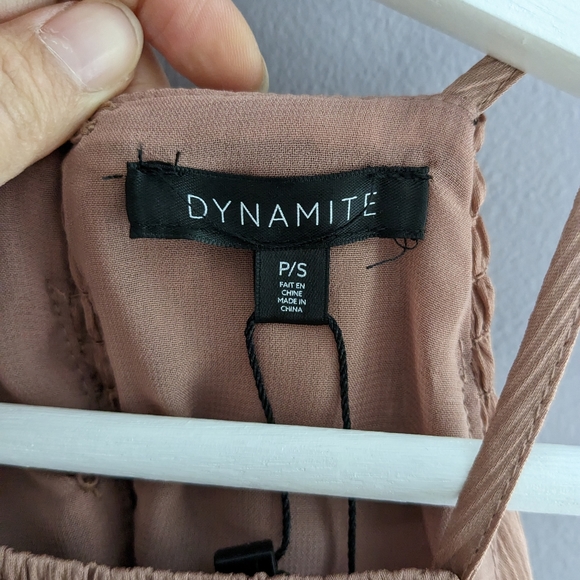 DYNAMITE
P/S
FAIT EN
CHINE
MADE IN
CHINA